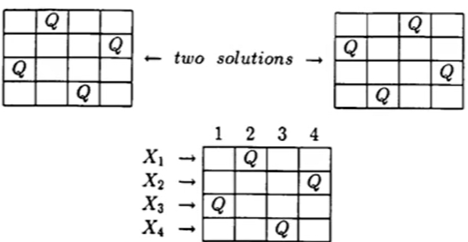 Q Q
Q Q
← two solutions →
Q Q
Q Q
1 2 3 4
X₁ → Q
X₂ → Q
X₃ → Q
X₄ → Q